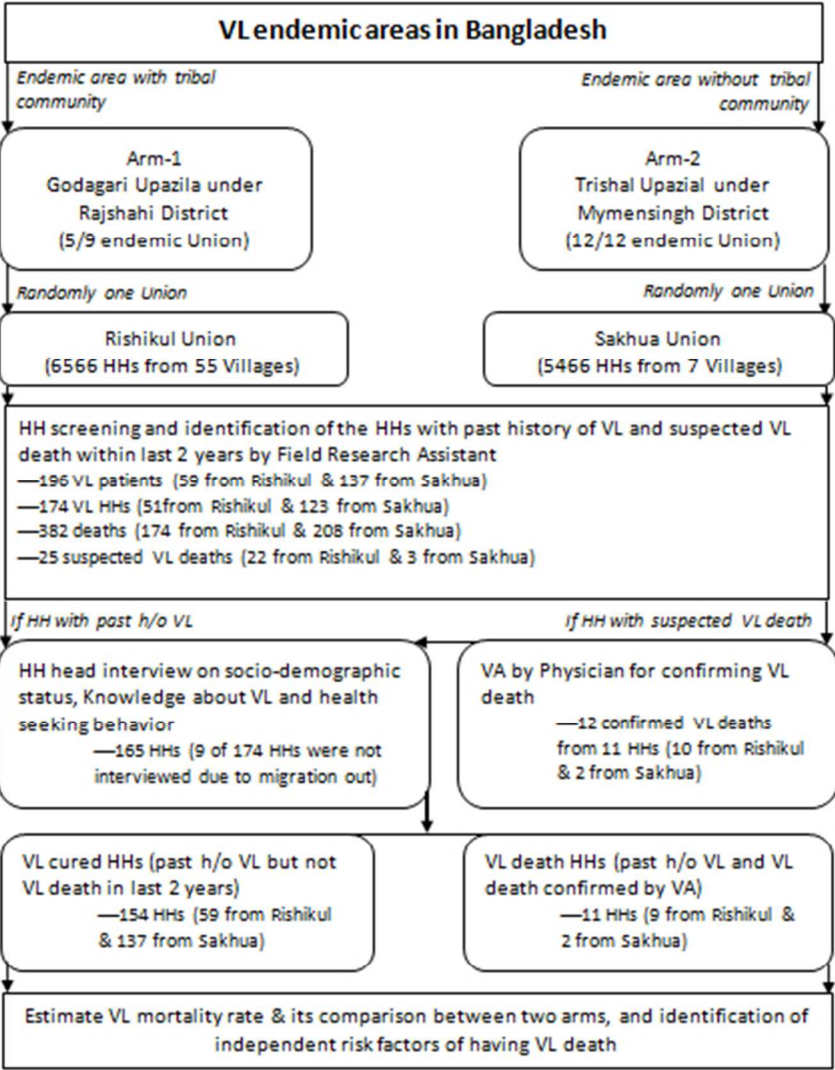 VL endemic areas in Bangladesh
Endemic area with tribal
community
Endemic area without tribal
community
Arm-1
Godagari Upazila under
Rajshahi District
(5/9 endemic Union)
Arm-2
Trishal Upazial under
Mymensingh District
(12/12 endemic Union)
Randomly one Union
Randomly one Union
Rishikul Union
(6566 HHs from 55 Villages)
Sakhua Union
(5466 HHs from 7 Villages)
HH screening and identification of the HHs with past history of VL and suspected VL
death within last 2 years by Field Research Assistant
—196 VL patients (59 from Rishikul & 137 from Sakhua)
—174 VL HHs (51from Rishikul & 123 from Sakhua)
—382 deaths (174 from Rishikul & 208 from Sakhua)
—25 suspected VL deaths (22 from Rishikul & 3 from Sakhua)
If HH with past h/o VL
If HH with suspected VL death
HH head interview on socio-demographic
status, Knowledge about VL and health
seeking behavior
—165 HHs (9 of 174 HHs were not
interviewed due to migration out)
VA by Physician for confirming VL
death
—12 confirmed VL deaths
from 11 HHs (10 from Rishikul
& 2 from Sakhua)
VL cured HHs (past h/o VL but not
VL death in last 2 years)
—154 HHs (59 from Rishikul
& 137 from Sakhua)
VL death HHs (past h/o VL and VL
death confirmed by VA)
—11 HHs (9 from Rishikul &
2 from Sakhua)
Estimate VL mortality rate & its comparison between two arms, and identification of
independent risk factors of having VL death